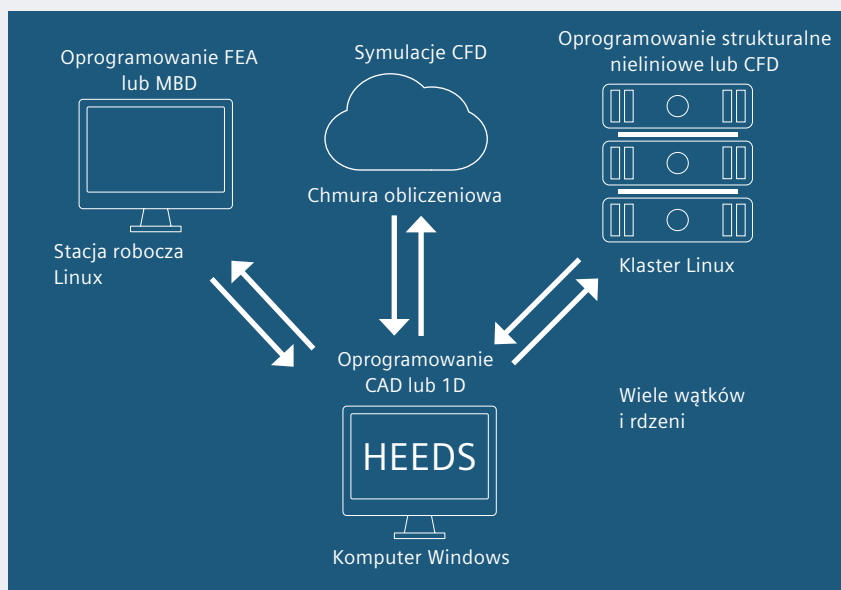 Oprogramowanie FEA
lub MBD
Symulacje CFD
Oprogramowanie strukturalne
nieliniowe lub CFD
Stacja robocza
Linux
Chmura obliczeniowa
Klaster Linux
Oprogramowanie
CAD lub 1D
Wiele wątków
i rdzeni
HEEDS
Komputer Windows